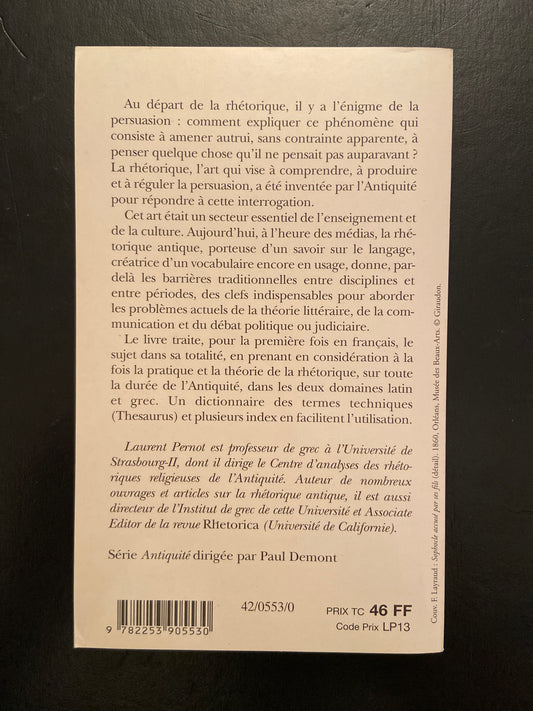 Au départ de la rhétorique, il y a l'énigme de la
persuasion : comment expliquer ce phénomène qui
consiste à amener autrui, sans contrainte apparente, à
penser quelque chose qu'il ne pensait pas auparavant ?
La rhétorique, l'art qui vise à comprendre, à produire
et à réguler la persuasion, a été inventée par l'Antiquité
pour répondre à cette interrogation.
Cet art était un secteur essentiel de l'enseignement et
de la culture. Aujourd'hui, à l'heure des médias, la rhé-
torique antique, porteuse d'un savoir sur le langage,
créatrice d'un vocabulaire encore en usage, donne, par-
delà les barrières traditionnelles entre disciplines et
entre périodes, des clefs indispensables pour aborder
les problèmes actuels de la théorie littéraire, de la com-
munication et du débat politique ou judiciaire.
Le livre traite, pour la première fois en français, le
sujet dans sa totalité, en prenant en considération à la
fois la pratique et la théorie de la rhétorique, sur toute
la durée de l'Antiquité, dans les deux domaines latin
et grec. Un dictionnaire des termes techniques
(Thesaurus) et plusieurs index en facilitent l'utilisation.
Laurent Pernot est professeur de grec à l'Université de
Strasbourg-II, dont il dirige le Centre d'analyses des rhéto-
riques religieuses de l'Antiquité. Auteur de nombreux
ouvrages et articles sur la rhétorique antique, il est aussi
directeur de l'Institut de grec de cette Université et Associate
Editor de la revue Rhetorica (Université de Californie).
Série Antiquité dirigée par Paul Demont
42/0553/0
PRIX TC 46 FF
Code Prix LP13
9 782253 905530
Couv. F. Layraud : Sophocle accusé par ses fils (détail). 1860, Orléans, Musée des Beaux-Arts. © Giraudon.